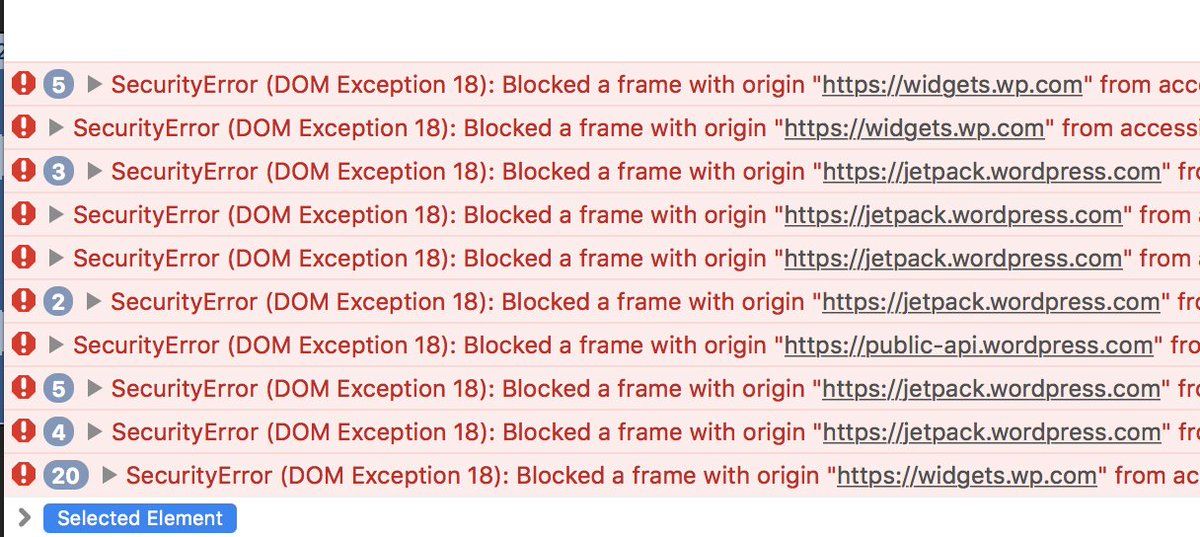 5 SecurityError (DOM Exception 18): Blocked a frame with origin "https://widgets.wp.com" from acc
SecurityError (DOM Exception 18): Blocked a frame with origin "https://widgets.wp.com" from accessi
3 SecurityError (DOM Exception 18): Blocked a frame with origin "https://jetpack.wordpress.com" fro
SecurityError (DOM Exception 18): Blocked a frame with origin "https://jetpack.wordpress.com" from
SecurityError (DOM Exception 18): Blocked a frame with origin "https://jetpack.wordpress.com" from
2 SecurityError (DOM Exception 18): Blocked a frame with origin "https://jetpack.wordpress.com" fro
SecurityError (DOM Exception 18): Blocked a frame with origin "https://public-api.wordpress.com" fro
5 SecurityError (DOM Exception 18): Blocked a frame with origin "https://jetpack.wordpress.com" fro
4 SecurityError (DOM Exception 18): Blocked a frame with origin "https://jetpack.wordpress.com" fro
20 SecurityError (DOM Exception 18): Blocked a frame with origin "https://widgets.wp.com" from ac
Selected Element